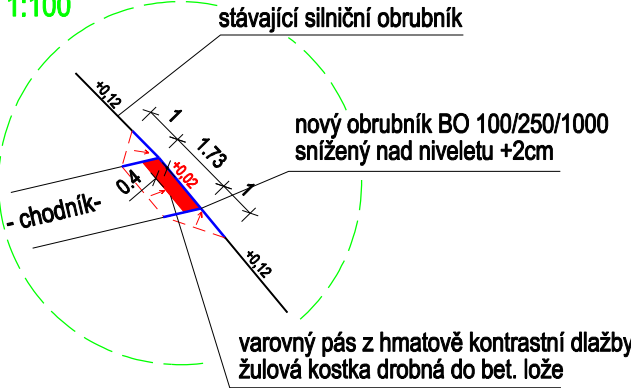 1:100
stávající silniční obrubník
+0,12
1
1.73
1
nový obrubník BO 100/250/1000
snížený nad niveletu +2cm
+0,02
0.4
- chodník-
+0,12
varovný pás z hmatově kontrastní dlažby
žulová kostka drobná do bet. lože